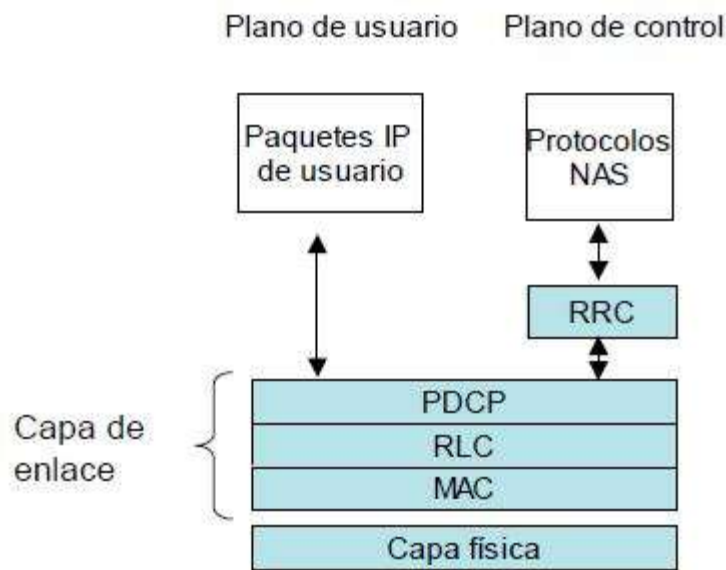 Plano de usuario
Plano de control
Paquetes IP
de usuario
Protocolos
NAS
RRC
PDCP
Capa de
enlace
RLC
MAC
Capa física